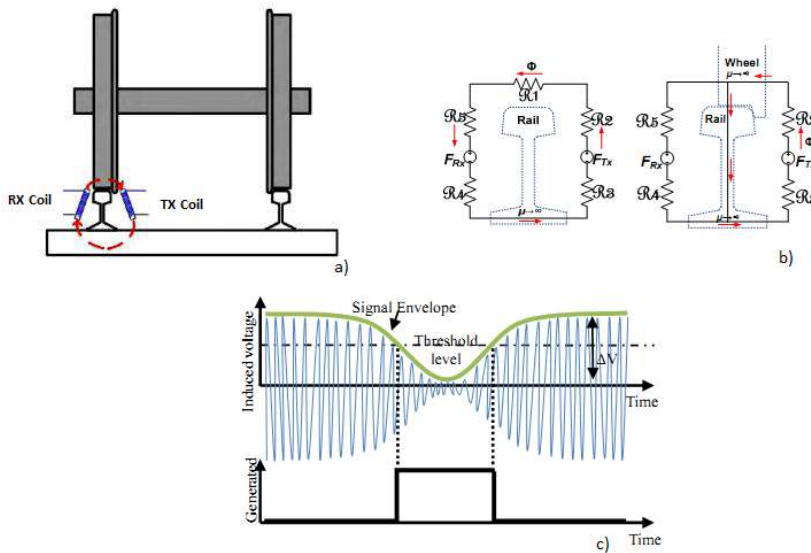 RX Coil
TX Coil
a)
Φ
ℛ1
ℛ5
ℛ2
Rail
F_Rx
F_Tx
ℛ4
ℛ3
μ→∞
Wheel
μ→∞
ℛ5
Rail
Φ
F_Rx
ℛ4
μ→∞
b)
Signal Envelope
Threshold
level
ΔV
Induced voltage
Time
Generated
Time
c)